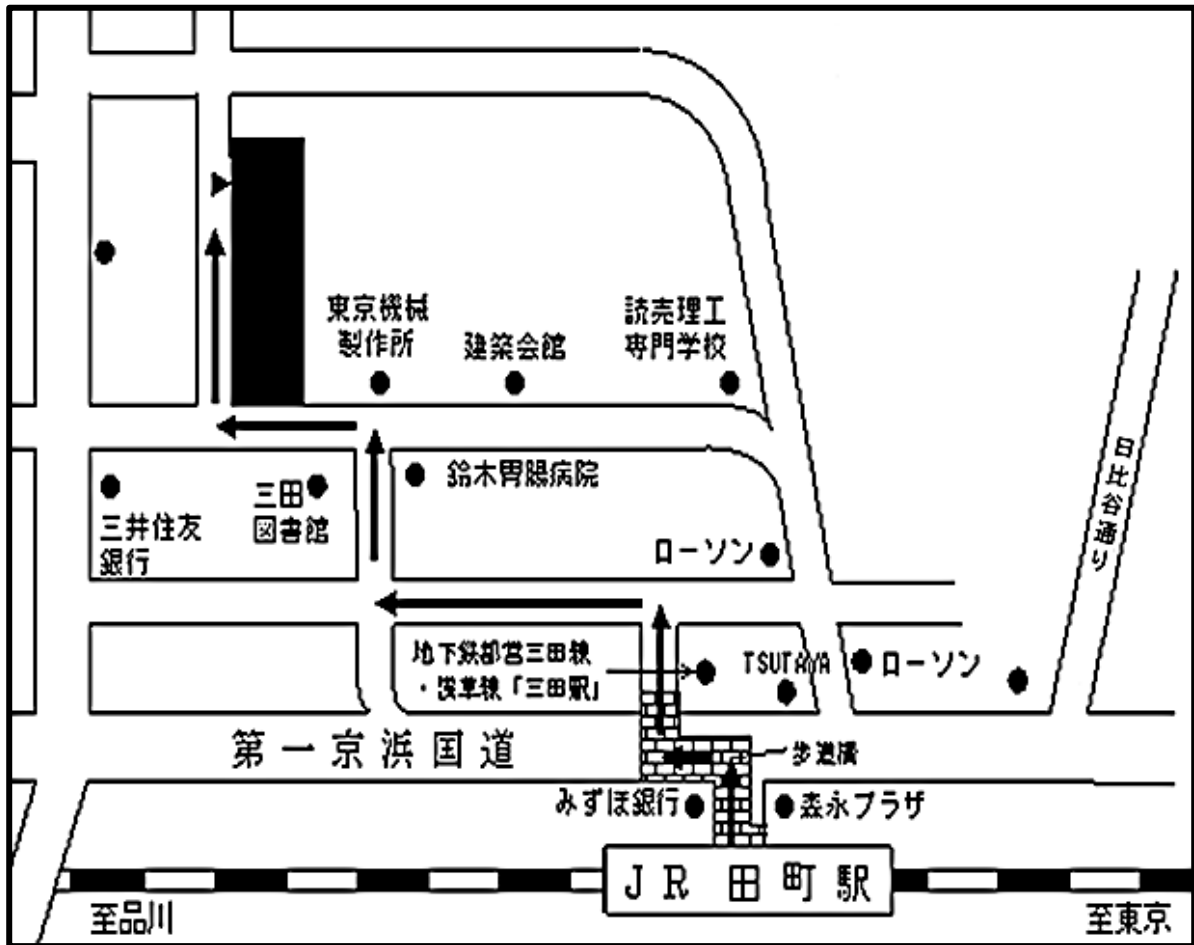 東京機械
製作所
建築会館
読売理工
専門学校
三井住友
銀行
三田
図書館
鈴木胃腸病院
ローソン
日比谷通り
地下鉄都営三田線
・浅草線「三田駅」
TSUTAYA
ローソン
第一京浜国道
歩道橋
みずほ銀行
森永プラザ
JR 田町駅
至品川
至東京